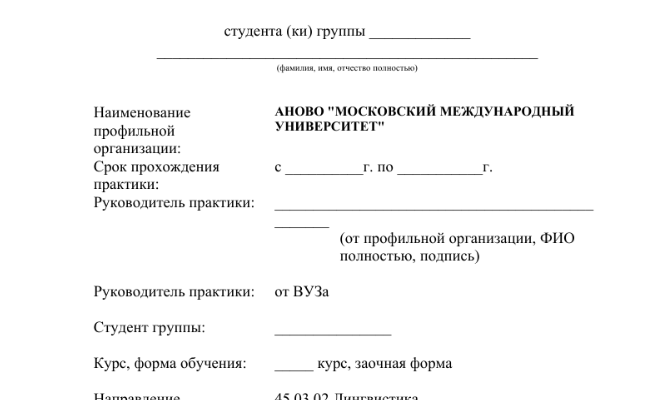 студента (ки) группы _____________
_________________________________________________
(фамилия, имя, отчество полностью)
Наименование профильной организации: АНОВО "МОСКОВСКИЙ МЕЖДУНАРОДНЫЙ УНИВЕРСИТЕТ"
Срок прохождения практики: с __________г. по ___________г.
Руководитель практики: _________________________________________
_______
(от профильной организации, ФИО
полностью, подпись)
Руководитель практики: от ВУЗа
Студент группы: _______________
Курс, форма обучения: _____ курс, заочная форма
Направление 45.03.02 Лингвистика